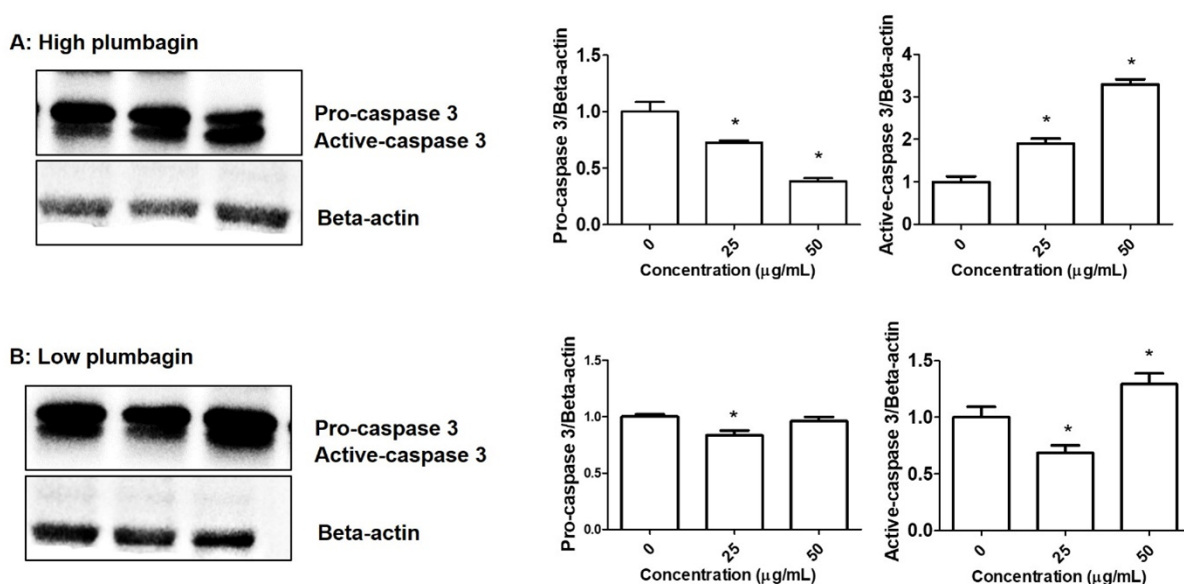 A: High plumbagin
Pro-caspase 3
Active-caspase 3
Beta-actin
Pro-caspase 3/Beta-actin
1.5
1.0
0.5
0.0
*
*
0
25
50
Concentration (μg/mL)
Active-caspase 3/Beta-actin
4
3
2
1
0
*
*
0
25
50
Concentration (μg/mL)
B: Low plumbagin
Pro-caspase 3
Active-caspase 3
Beta-actin
Pro-caspase 3/Beta-actin
1.5
1.0
0.5
0.0
*
0
25
50
Concentration (μg/mL)
Active-caspase 3/Beta-actin
1.5
1.0
0.5
0.0
*
*
0
25
50
Concentration (μg/mL)